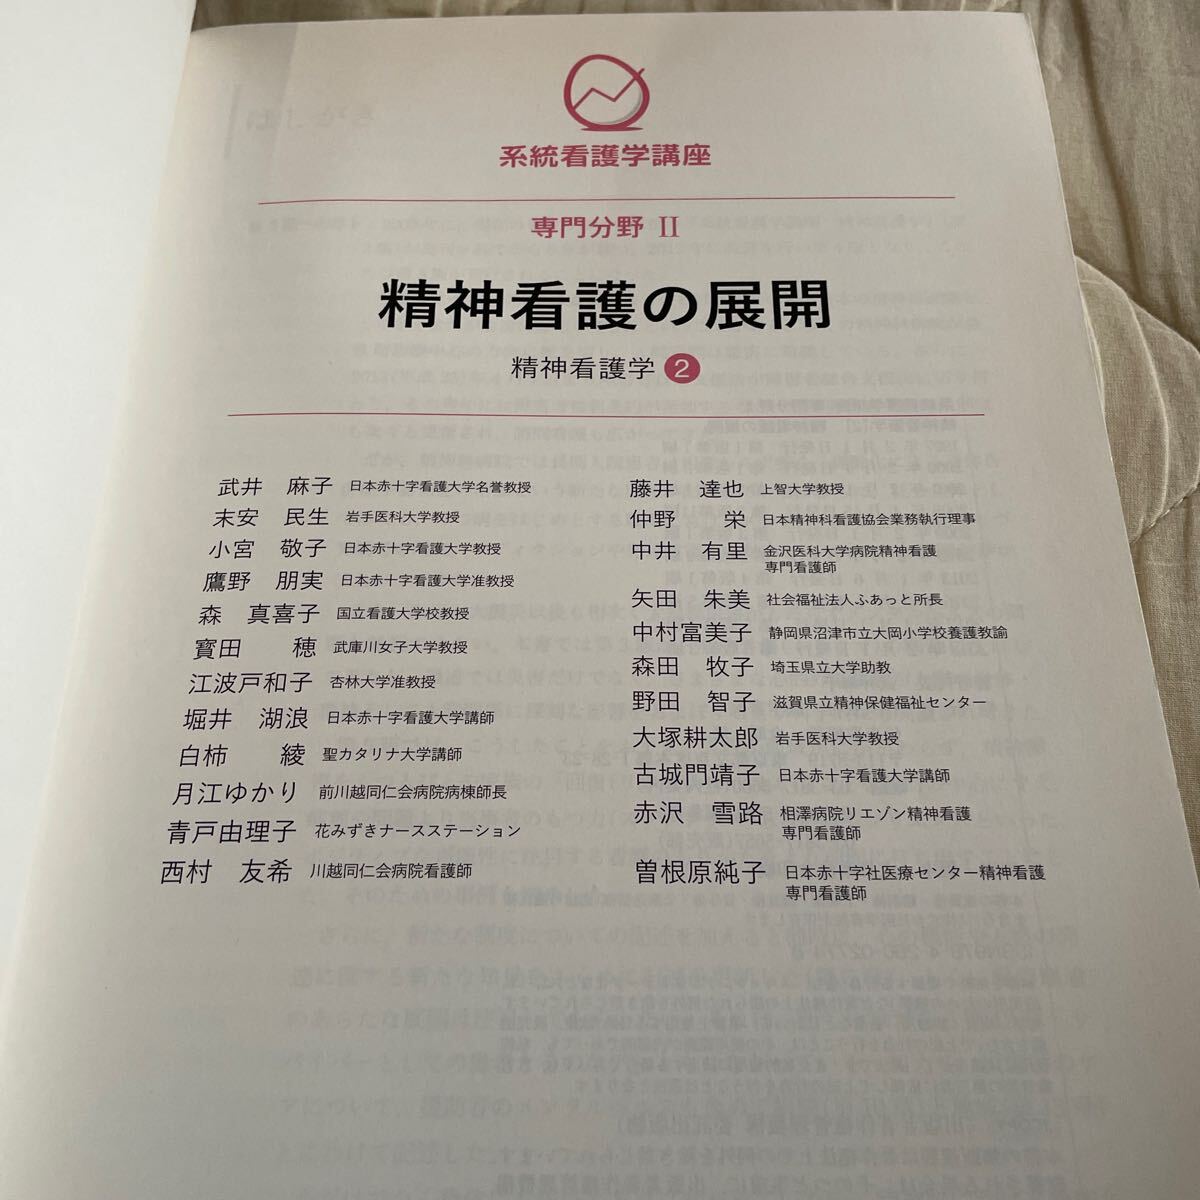 系統看護学講座
専門分野 II
精神看護の展開
精神看護学 2
武井 麻子 日本赤十字看護大学名誉教授
末安 民生 岩手医科大学教授
小宮 敬子 日本赤十字看護大学教授
鷹野 朋実 日本赤十字看護大学准教授
森 真喜子 国立看護大学校教授
寳田 穂 武庫川女子大学教授
江波戸和子 杏林大学准教授
堀井 湖浪 日本赤十字看護大学講師
白柿 綾 聖カタリナ大学講師
月江ゆかり 前川越同仁会病院病棟師長
青戸由理子 花みずきナースステーション
西村 友希 川越同仁会病院看護師
藤井 達也 上智大学教授
仲野 栄 日本精神科看護協会業務執行理事
中井 有里 金沢医科大学病院精神看護
専門看護師
矢田 朱美 社会福祉法人ふあっと所長
中村富美子 静岡県沼津市立大岡小学校養護教諭
森田 牧子 埼玉県立大学助教
野田 智子 滋賀県立精神保健福祉センター
大塚耕太郎 岩手医科大学教授
古城門靖子 日本赤十字看護大学講師
赤沢 雪路 相澤病院リエゾン精神看護
専門看護師
曽根原純子 日本赤十字社医療センター精神看護
専門看護師